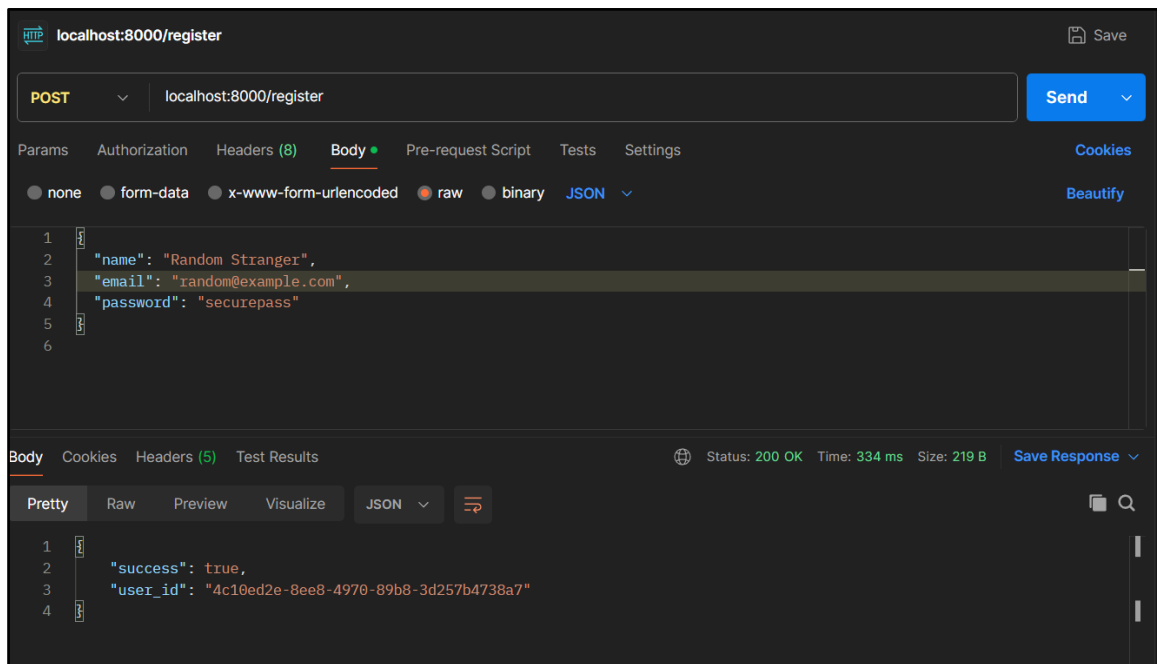 HTTP localhost:8000/register Save
POST localhost:8000/register Send
Params Authorization Headers (8) Body Pre-request Script Tests Settings Cookies
none form-data x-www-form-urlencoded raw binary JSON Beautify
1 {
2 "name": "Random Stranger",
3 "email": "random@example.com",
4 "password": "securepass"
5 }
6
Body Cookies Headers (5) Test Results Status: 200 OK Time: 334 ms Size: 219 B Save Response
Pretty Raw Preview Visualize JSON
1 {
2 "success": true,
3 "user_id": "4c10ed2e-8ee8-4970-89b8-3d257b4738a7"
4 }